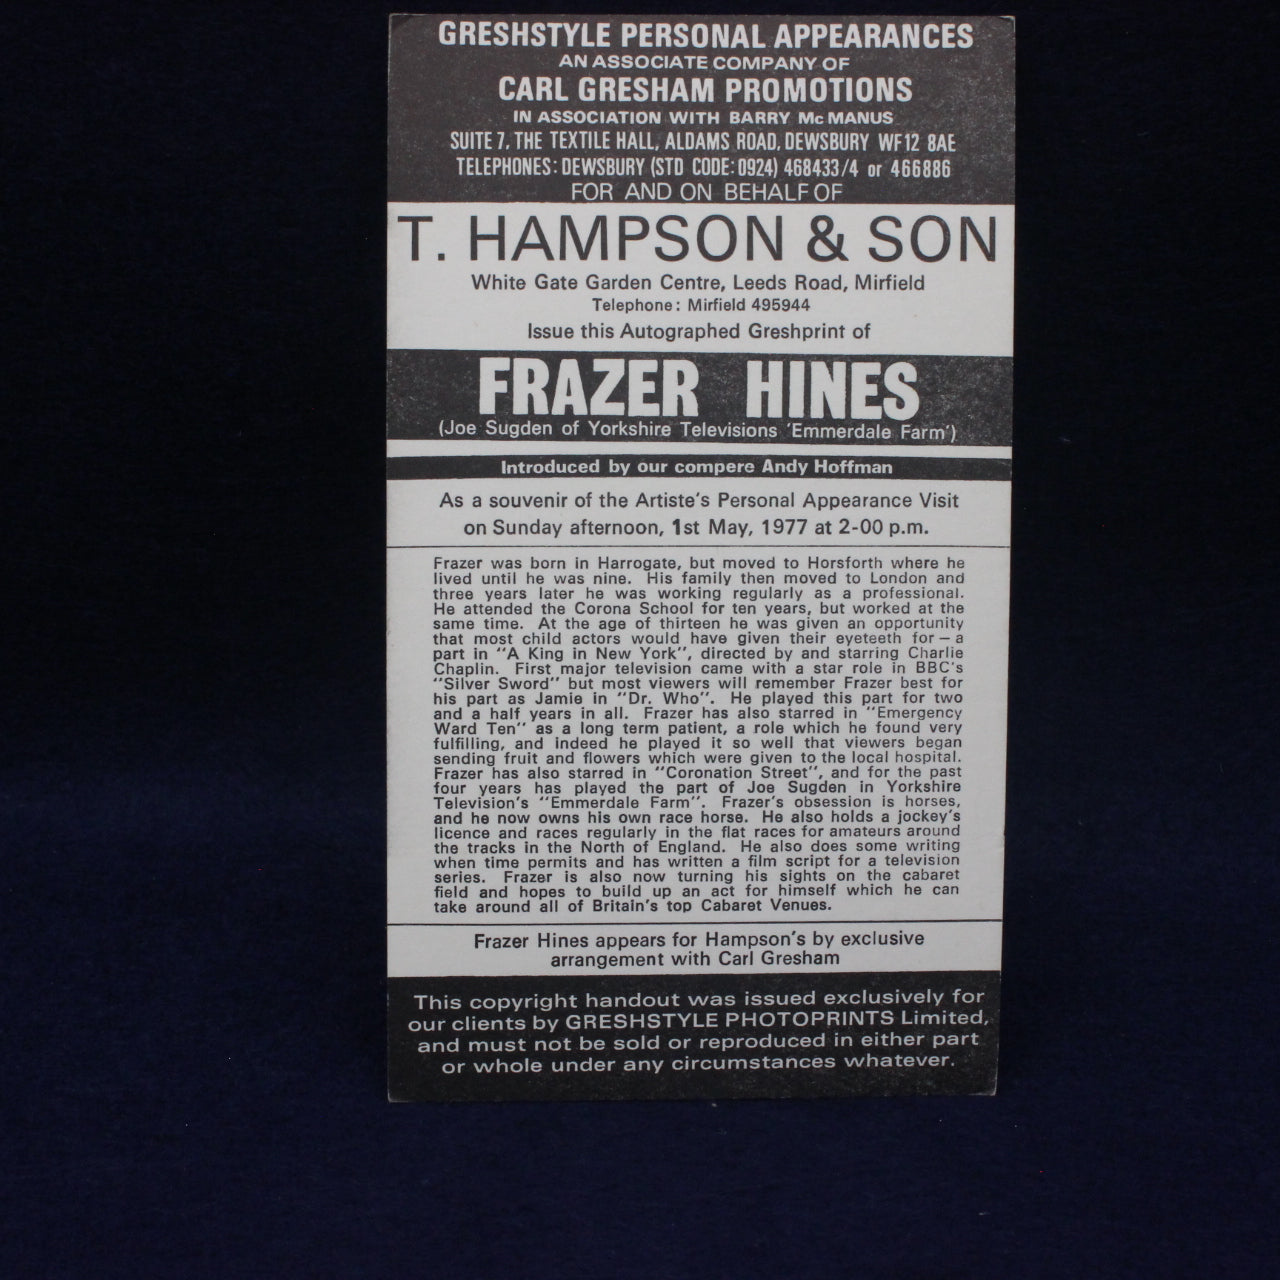 GRESHSTYLE PERSONAL APPEARANCES
AN ASSOCIATE COMPANY OF
CARL GRESHAM PROMOTIONS
IN ASSOCIATION WITH BARRY McMANUS
SUITE 7, THE TEXTILE HALL, ALDAMS ROAD, DEWSBURY WF12 8AE
TELEPHONES: DEWSBURY (STD CODE: 0924) 468433/4 or 466886
FOR AND ON BEHALF OF
T. HAMPSON & SON
White Gate Garden Centre, Leeds Road, Mirfield
Telephone: Mirfield 495944
Issue this Autographed Greshprint of
FRAZER HINES
(Joe Sugden of Yorkshire Televisions 'Emmerdale Farm')
Introduced by our compere Andy Hoffman
As a souvenir of the Artiste's Personal Appearance Visit
on Sunday afternoon, 1st May, 1977 at 2-00 p.m.
Frazer was born in Harrogate, but moved to Horsforth where he
lived until he was nine. His family then moved to London and
three years later he was working regularly as a professional.
He attended the Corona School for ten years, but worked at the
same time. At the age of thirteen he was given an opportunity
that most child actors would have given their eyeteeth for – a
part in "A King in New York", directed by and starring Charlie
Chaplin. First major television came with a star role in BBC's
"Silver Sword" but most viewers will remember Frazer best for
his part as Jamie in "Dr. Who". He played this part for two
and a half years in all. Frazer has also starred in "Emergency
Ward Ten" as a long term patient, a role which he found very
fulfilling, and indeed he played it so well that viewers began
sending fruit and flowers which were given to the local hospital.
Frazer has also starred in "Coronation Street", and for the past
four years has played the part of Joe Sugden in Yorkshire
Television's "Emmerdale Farm". Frazer's obsession is horses,
and he now owns his own race horse. He also holds a jockey's
licence and races regularly in the flat races for amateurs around
the tracks in the North of England. He also does some writing
when time permits and has written a film script for a television
series. Frazer is also now turning his sights on the cabaret
field and hopes to build up an act for himself which he can
take around all of Britain's top Cabaret Venues.
Frazer Hines appears for Hampson's by exclusive
arrangement with Carl Gresham
This copyright handout was issued exclusively for
our clients by GRESHSTYLE PHOTOPRINTS Limited,
and must not be sold or reproduced in either part
or whole under any circumstances whatever.